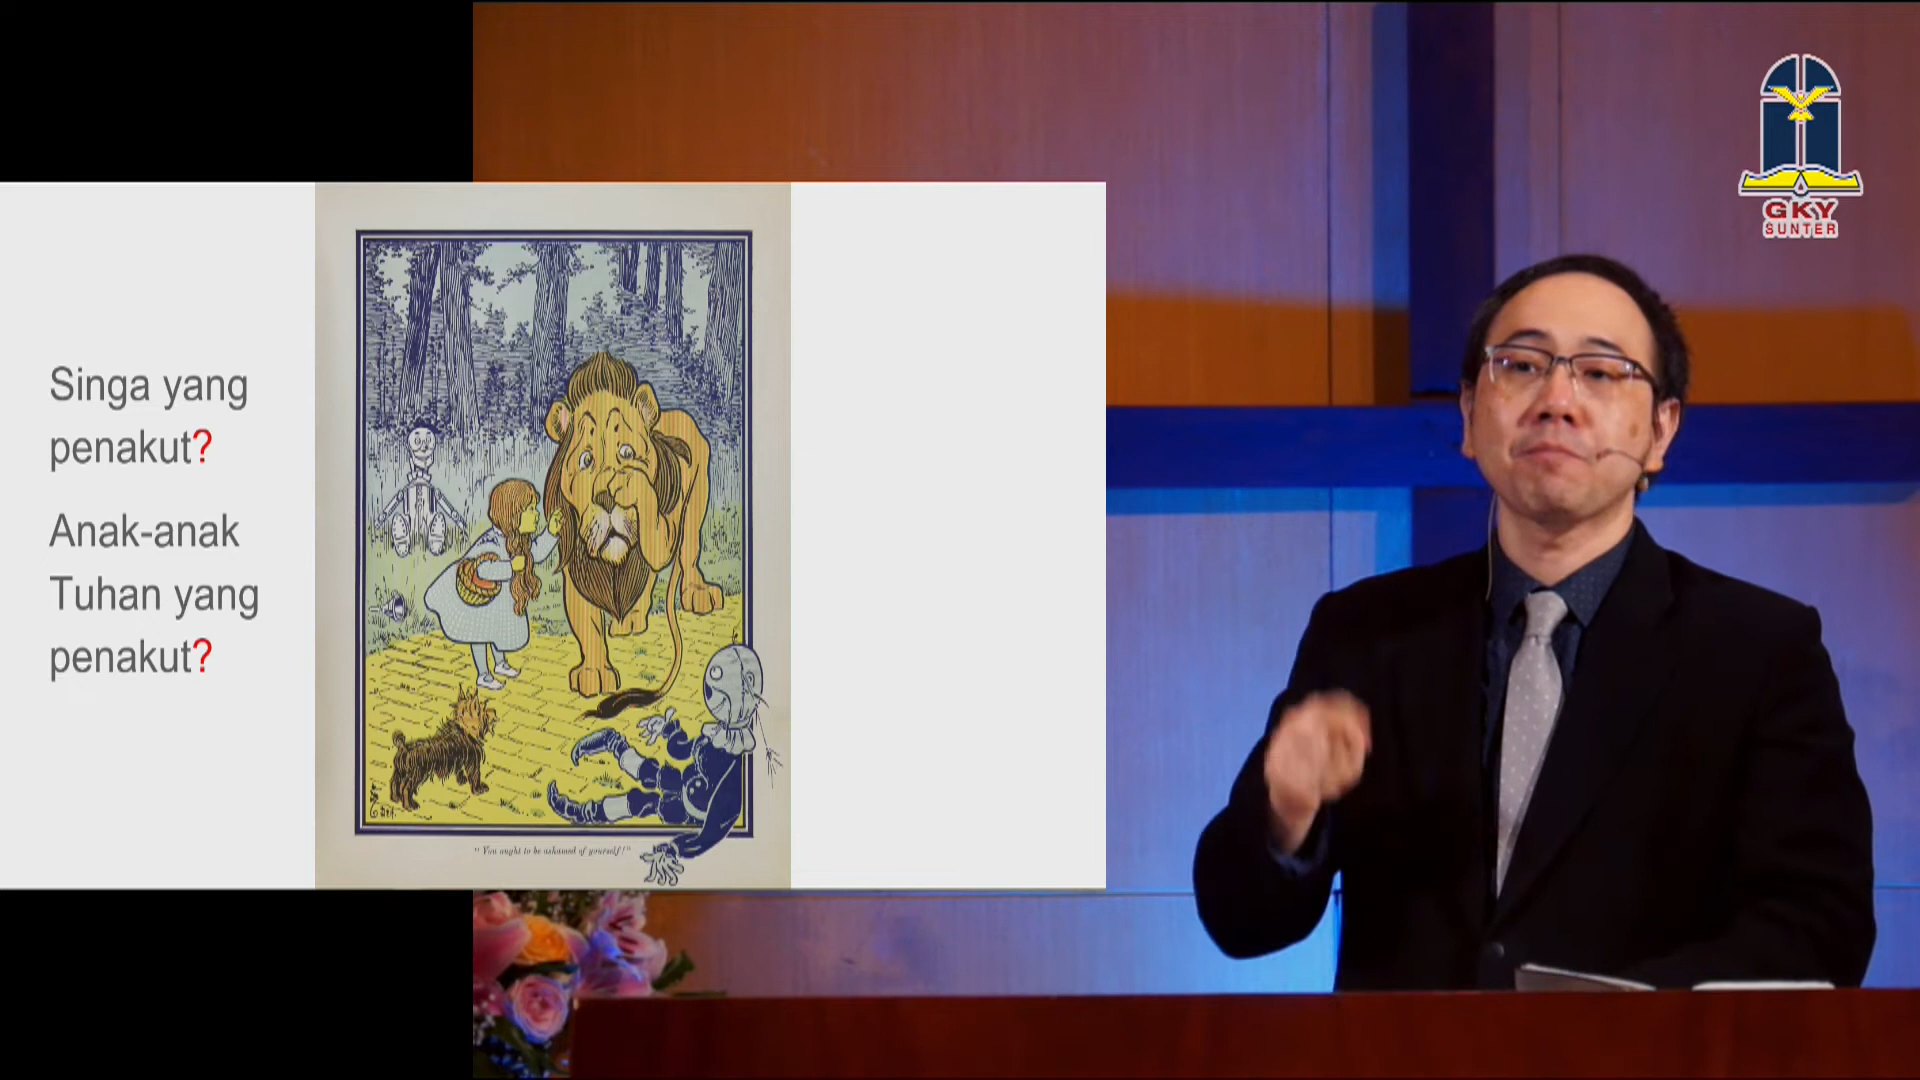 Singa yang
penakut?
Anak-anak
Tuhan yang
penakut?
"You ought to be ashamed of yourself!"
GKY
SUNTER